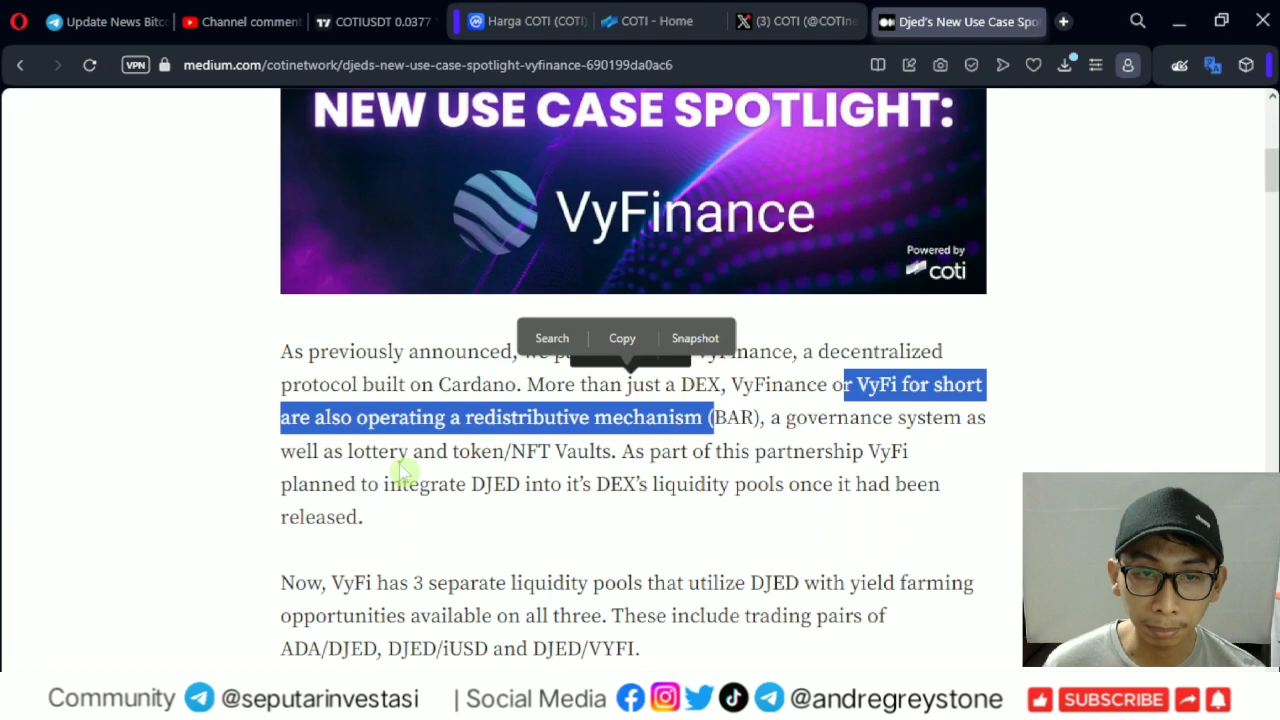 Update News Bitc
Channel comment
COTIUSDT 0.0377
Harga COTI (COTI)
COTI - Home
(3) COTI (@COTIne
Djed's New Use Case Spo
VPN
medium.com/cotinetwork/djeds-new-use-case-spotlight-vyfinance-690199da0ac6
NEW USE CASE SPOTLIGHT:
VyFinance
Powered by
coti
Search
Copy
Snapshot
As previously announced, a decentralized
protocol built on Cardano. More than just a DEX, VyFinance or VyFi for short
are also operating a redistributive mechanism (BAR), a governance system as
well as lottery and token/NFT Vaults. As part of this partnership VyFi
planned to integrate DJED into it's DEX's liquidity pools once it had been
released.
Now, VyFi has 3 separate liquidity pools that utilize DJED with yield farming
opportunities available on all three. These include trading pairs of
ADA/DJED, DJED/iUSD and DJED/VYFI.
Community @seputarinvestasi | Social Media @andregreystone SUBSCRIBE